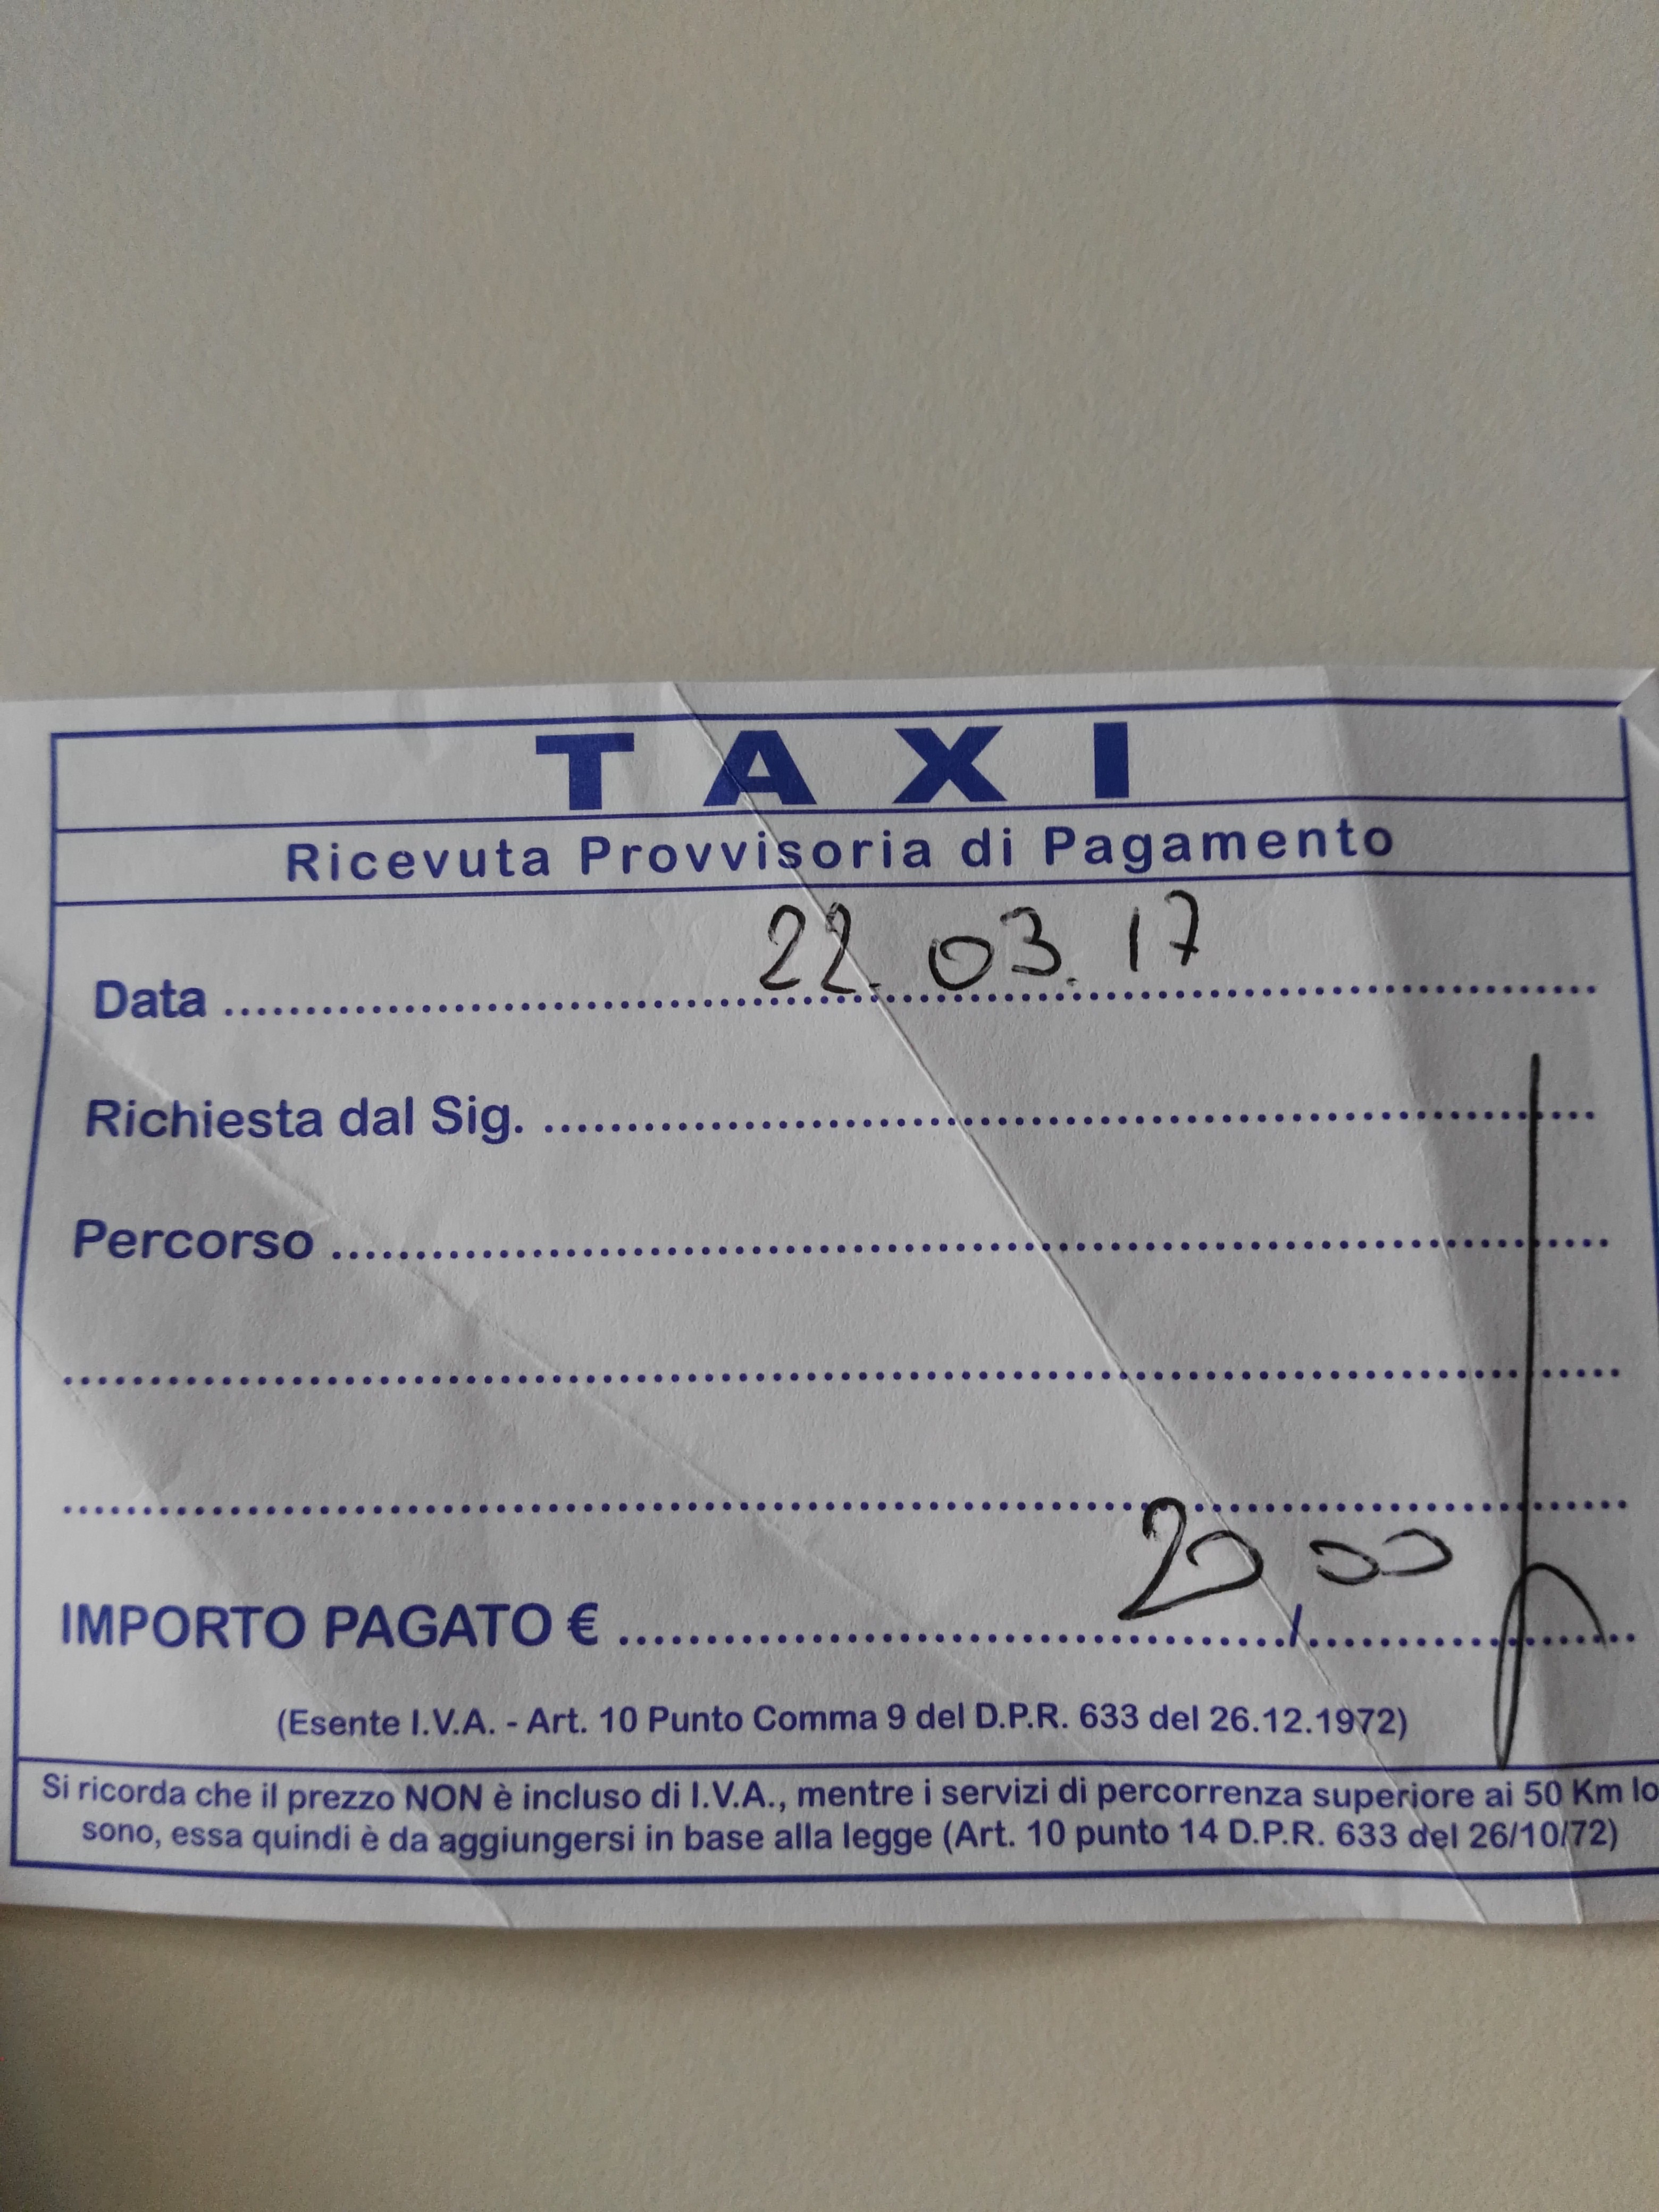 TAXI
Ricevuta Provvisoria di Pagamento
Data ........ 22. 03. 17 ........
Richiesta dal Sig. ........
Percorso ........
IMPORTO PAGATO € ........ 20,00 ........
(Esente I.V.A. - Art. 10 Punto Comma 9 del D.P.R. 633 del 26.12.1972)
Si ricorda che il prezzo NON è incluso di I.V.A., mentre i servizi di percorrenza superiore ai 50 Km lo
sono, essa quindi è da aggiungersi in base alla legge (Art. 10 punto 14 D.P.R. 633 del 26/10/72)